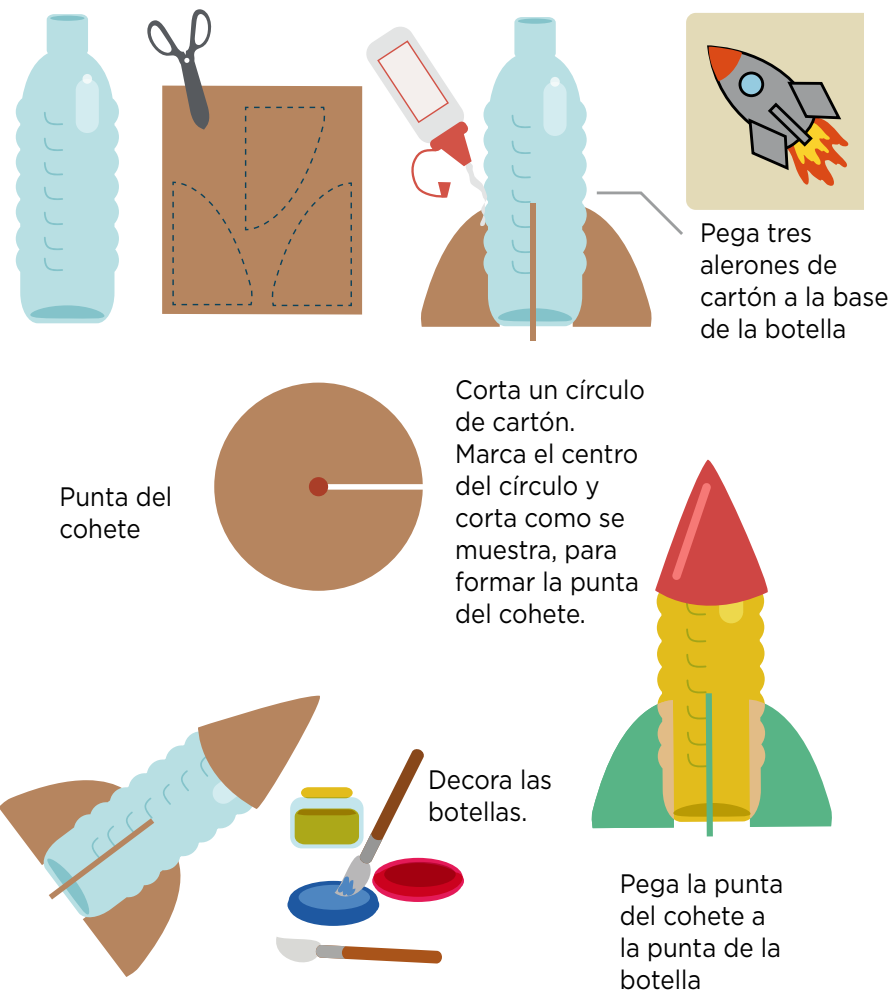 Pega tres
alerones de
cartón a la base
de la botella
Corta un círculo
de cartón.
Marca el centro
del círculo y
corta como se
muestra, para
formar la punta
del cohete.
Punta del
cohete
Decora las
botellas.
Pega la punta
del cohete a
la punta de la
botella